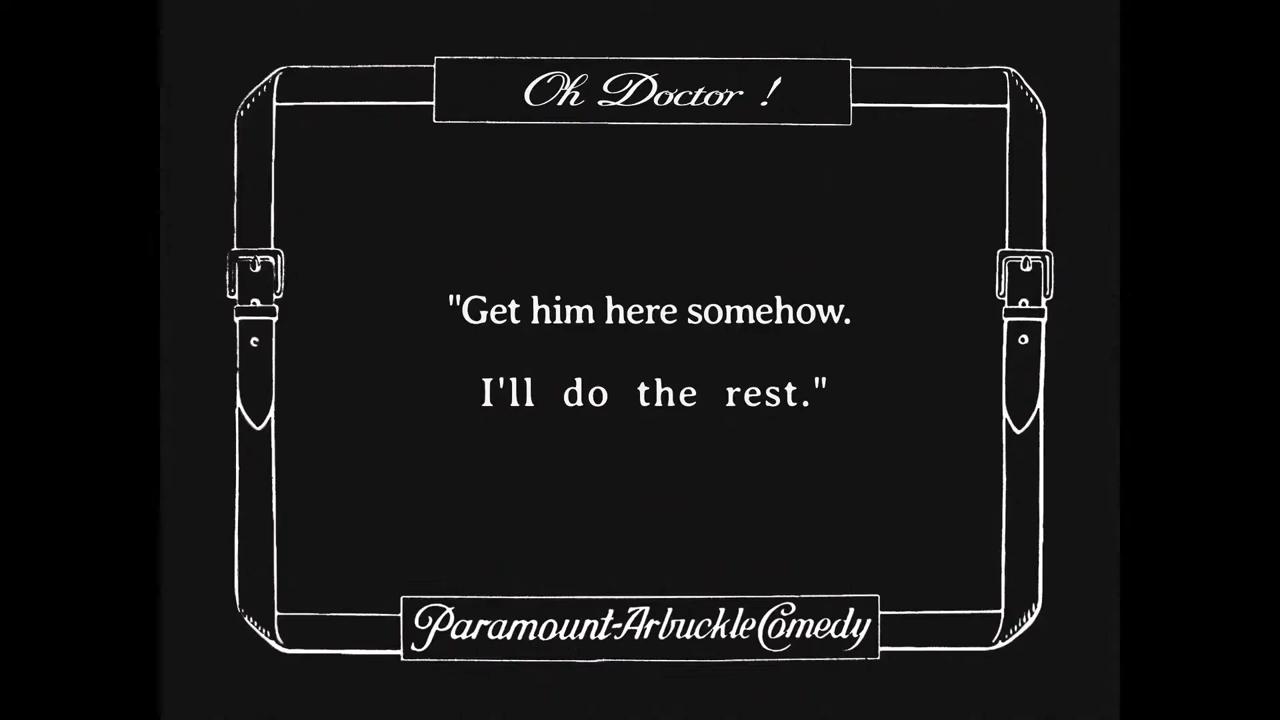 Oh Doctor !
"Get him here somehow.
I'll do the rest."
Paramount-Arbuckle Comedy